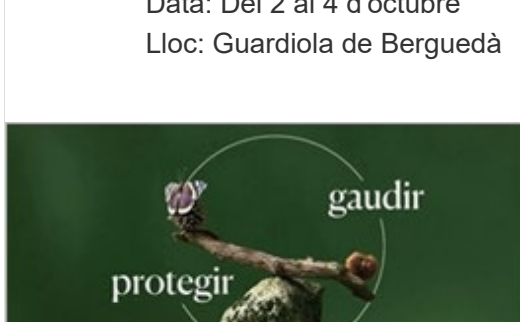 Data: Del 2 al 4 d'octubre
Lloc: Guardiola de Berguedà
gaudir
protegir